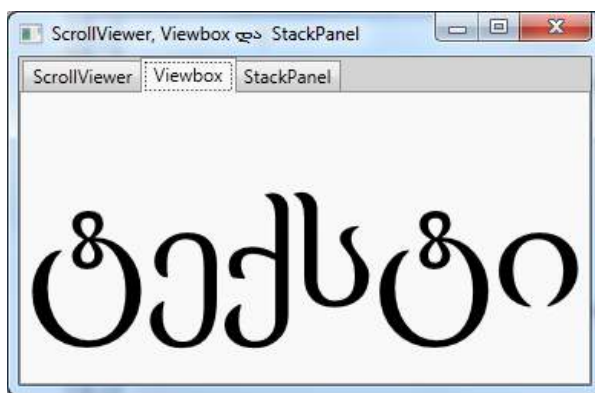 ScrollViewer, Viewbox და StackPanel
ScrollViewer Viewbox StackPanel
ტექსტი